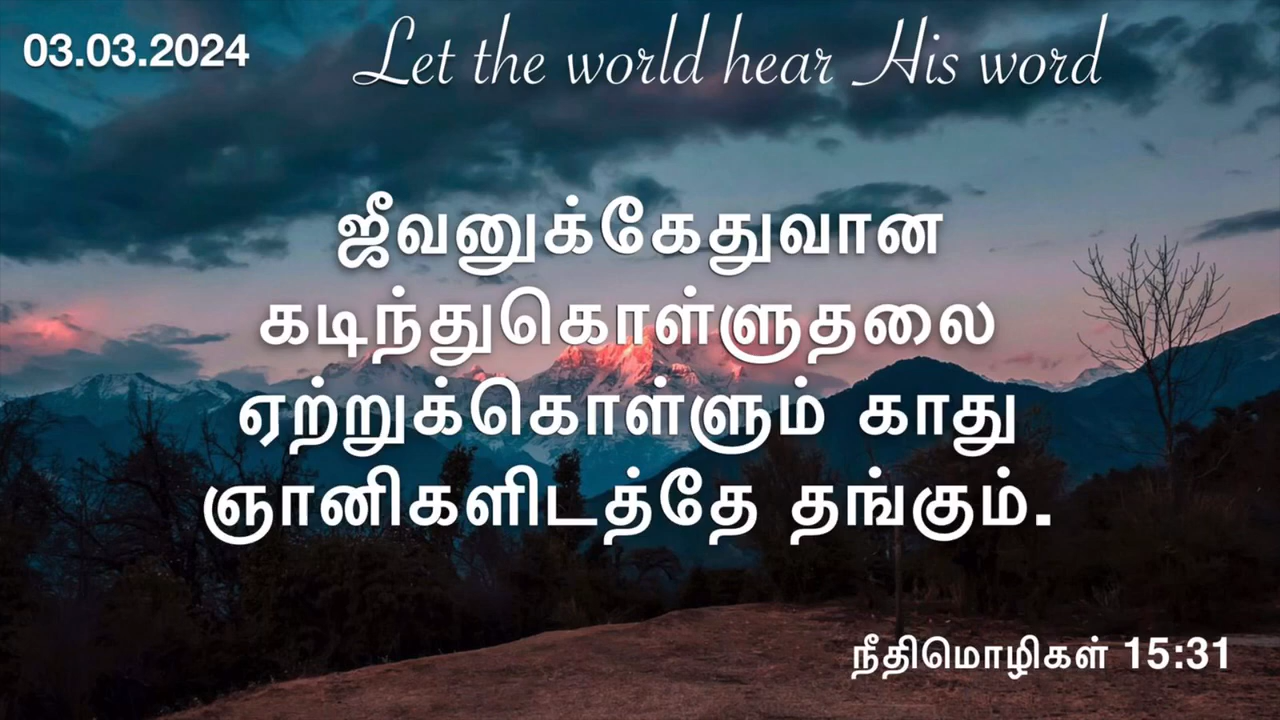 03.03.2024
Let the world hear His word
ஜீவனுக்கேதுவான
கடிந்துகொள்ளுதலை
ஏற்றுக்கொள்ளும் காது
ஞானிகளிடத்தே தங்கும்.
நீதிமொழிகள் 15:31